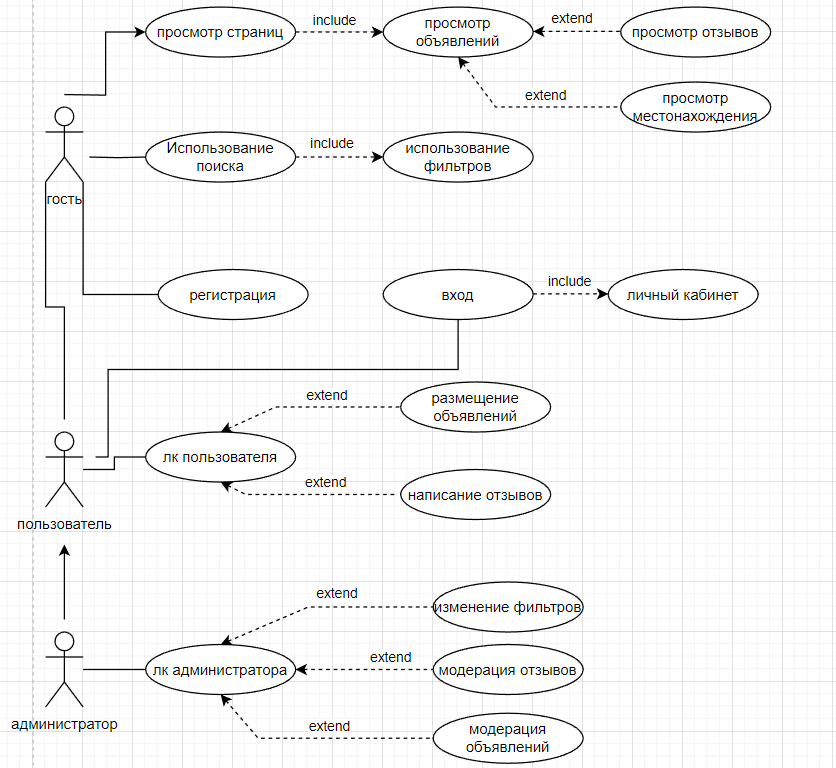 просмотр страниц
include
просмотр
объявлений
extend
просмотр отзывов
extend
просмотр
местонахождения
Использование
поиска
include
использование
фильтров
гость
регистрация
вход
include
личный кабинет
extend
размещение
объявлений
лк пользователя
extend
написание отзывов
пользователь
extend
изменение фильтров
лк администратора
extend
модерация отзывов
администратор
extend
модерация
объявлений